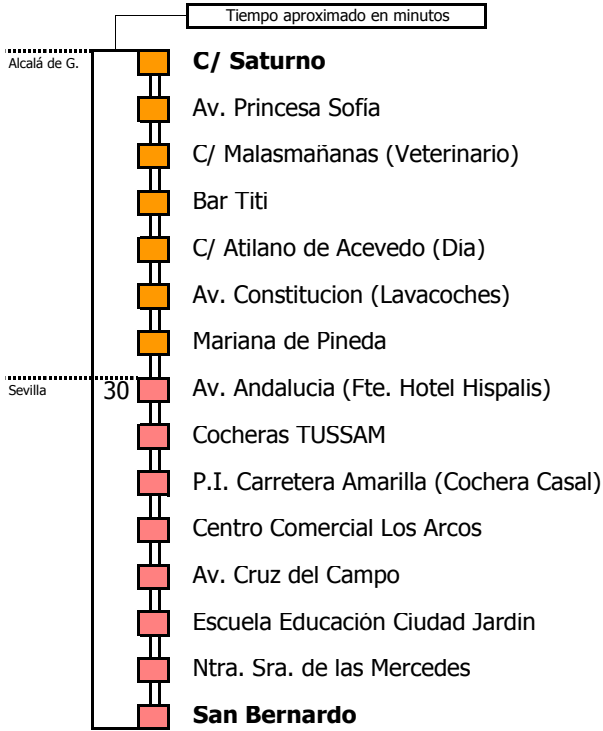 Tiempo aproximado en minutos
Alcalá de G.
C/ Saturno
Av. Princesa Sofía
C/ Malasmañanas (Veterinario)
Bar Titi
C/ Atilano de Acevedo (Dia)
Av. Constitucion (Lavacoches)
Mariana de Pineda
Sevilla
30
Av. Andalucia (Fte. Hotel Hispalis)
Cocheras TUSSAM
P.I. Carretera Amarilla (Cochera Casal)
Centro Comercial Los Arcos
Av. Cruz del Campo
Escuela Educación Ciudad Jardín
Ntra. Sra. de las Mercedes
San Bernardo